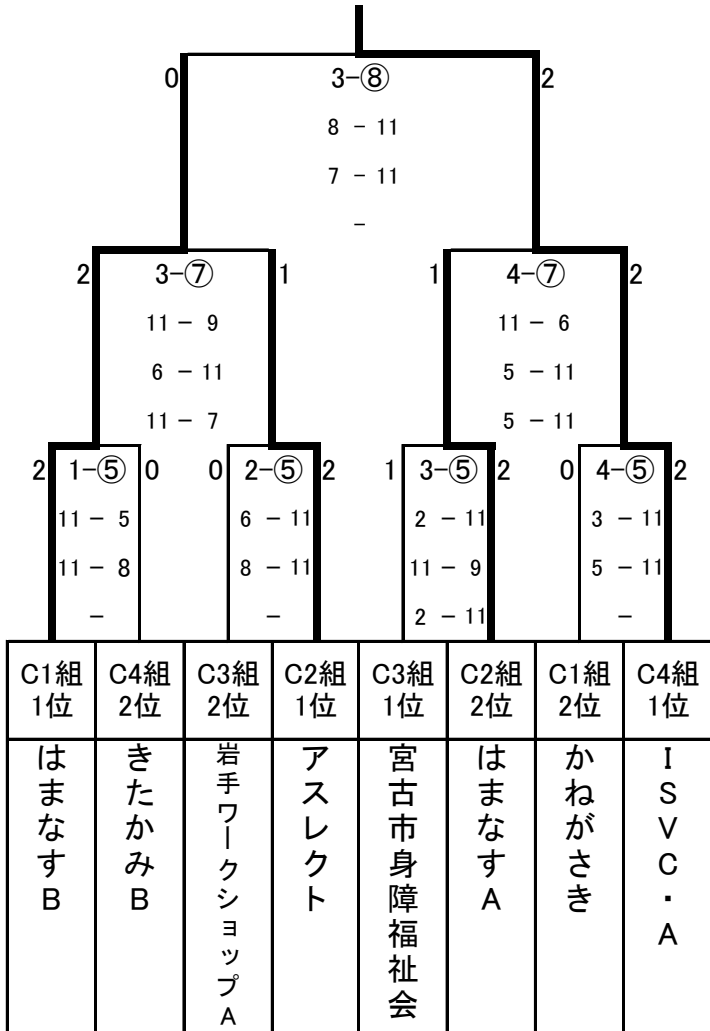 0 3-⑧ 2
8 - 11
7 - 11
-
2 3-⑦ 1 1 4-⑦ 2
11 - 9 11 - 6
6 - 11 5 - 11
11 - 7 5 - 11
2 1-⑤ 0 0 2-⑤ 2 1 3-⑤ 2 0 4-⑤ 2
11 - 5 6 - 11 2 - 11 3 - 11
11 - 8 8 - 11 11 - 9 5 - 11
- - 2 - 11 -
C1組 C4組 C3組 C2組 C3組 C2組 C1組 C4組
1位 2位 2位 1位 1位 2位 2位 1位
はまなすB
きたかみB
岩手ワークショップA
アスレクト
宮古市身障福祉会
はまなすA
かねがさき
ISVC・A